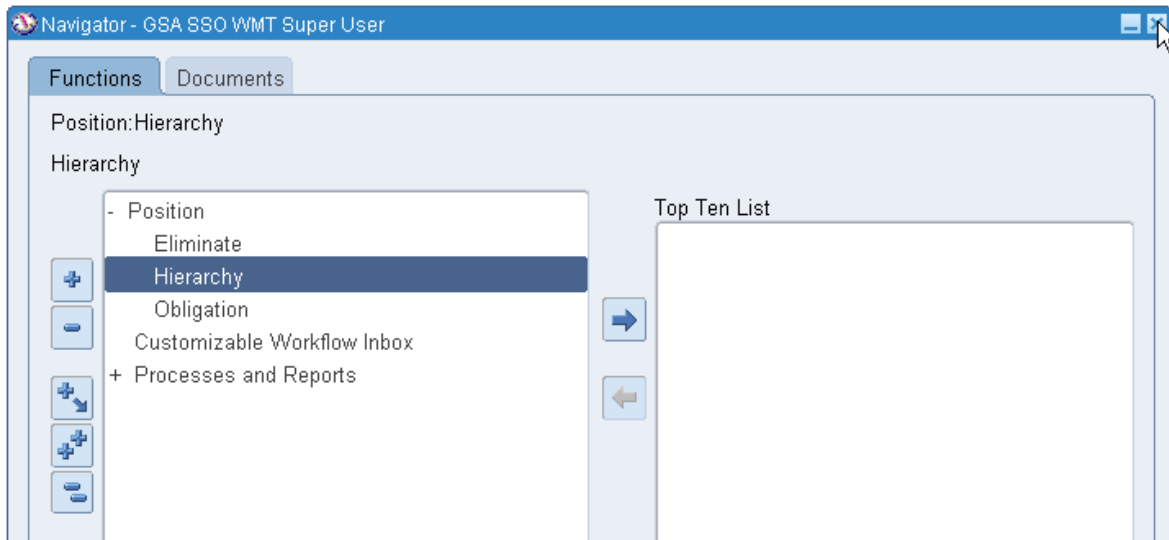 Navigator - GSA SSO WMT Super User
Functions Documents
Position:Hierarchy
Hierarchy
- Position
Eliminate
Hierarchy
Obligation
Customizable Workflow Inbox
+ Processes and Reports
Top Ten List